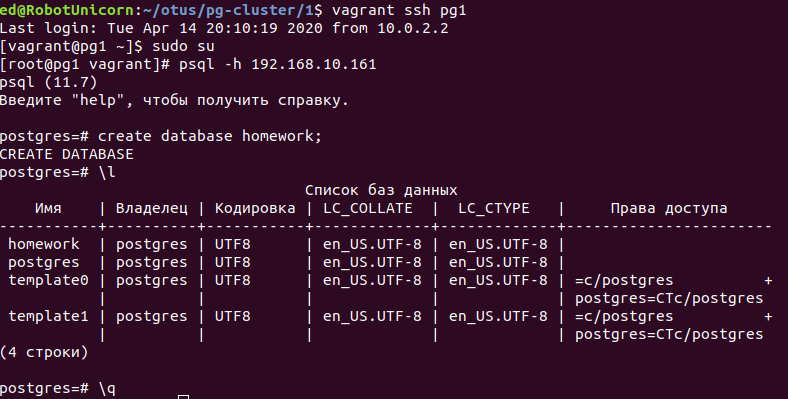 ed@RobotUnicorn:~/otus/pg-cluster/1$ vagrant ssh pg1
Last login: Tue Apr 14 20:10:19 2020 from 10.0.2.2
[vagrant@pg1 ~]$ sudo su
[root@pg1 vagrant]# psql -h 192.168.10.161
psql (11.7)
Введите "help", чтобы получить справку.

postgres=# create database homework;
CREATE DATABASE
postgres=# \l
                                  Список баз данных
    Имя    | Владелец | Кодировка | LC_COLLATE  |  LC_CTYPE   |     Права доступа
-----------+----------+-----------+-------------+-------------+-----------------------
 homework  | postgres | UTF8      | en_US.UTF-8 | en_US.UTF-8 |
 postgres  | postgres | UTF8      | en_US.UTF-8 | en_US.UTF-8 |
 template0 | postgres | UTF8      | en_US.UTF-8 | en_US.UTF-8 | =c/postgres          +
           |          |           |             |             | postgres=CTc/postgres
 template1 | postgres | UTF8      | en_US.UTF-8 | en_US.UTF-8 | =c/postgres          +
           |          |           |             |             | postgres=CTc/postgres
(4 строки)

postgres=# \q